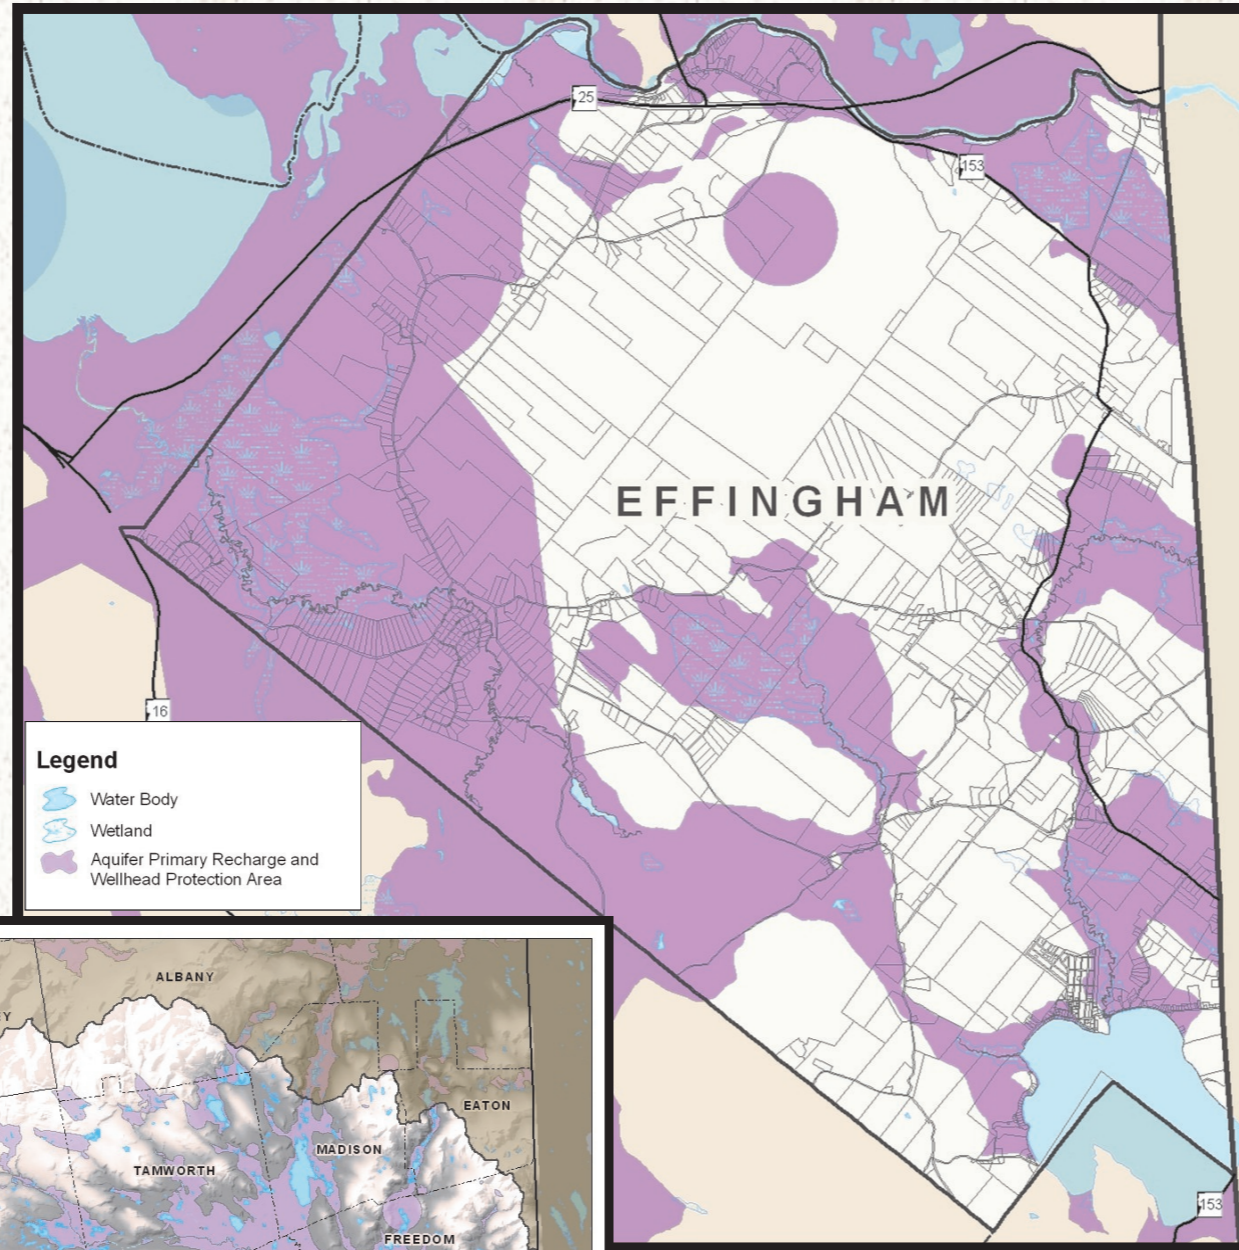 25
153
EFFINGHAM
16
Legend
Water Body
Wetland
Aquifer Primary Recharge and
Wellhead Protection Area
153
ALBANY
EY
EATON
MADISON
TAMWORTH
FREEDOM